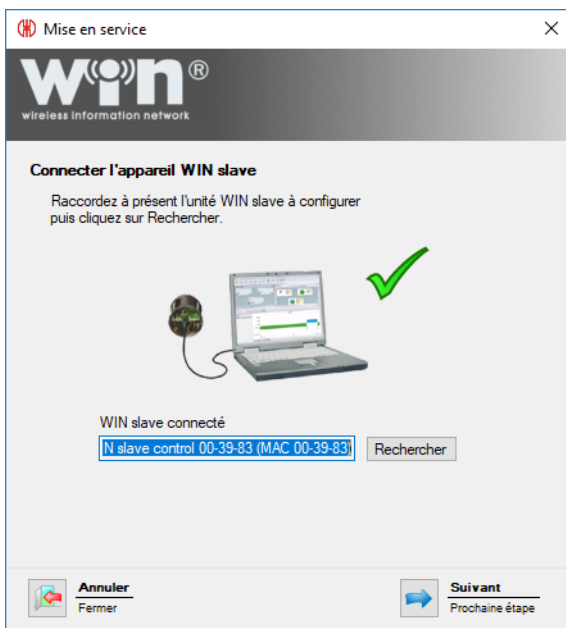 Mise en service
WIN®
wireless information network
Connecter l'appareil WIN slave
Raccordez à présent l'unité WIN slave à configurer
puis cliquez sur Rechercher.
WIN slave connecté
N slave control 00-39-83 (MAC 00-39-83)
Rechercher
Annuler
Fermer
Suivant
Prochaine étape